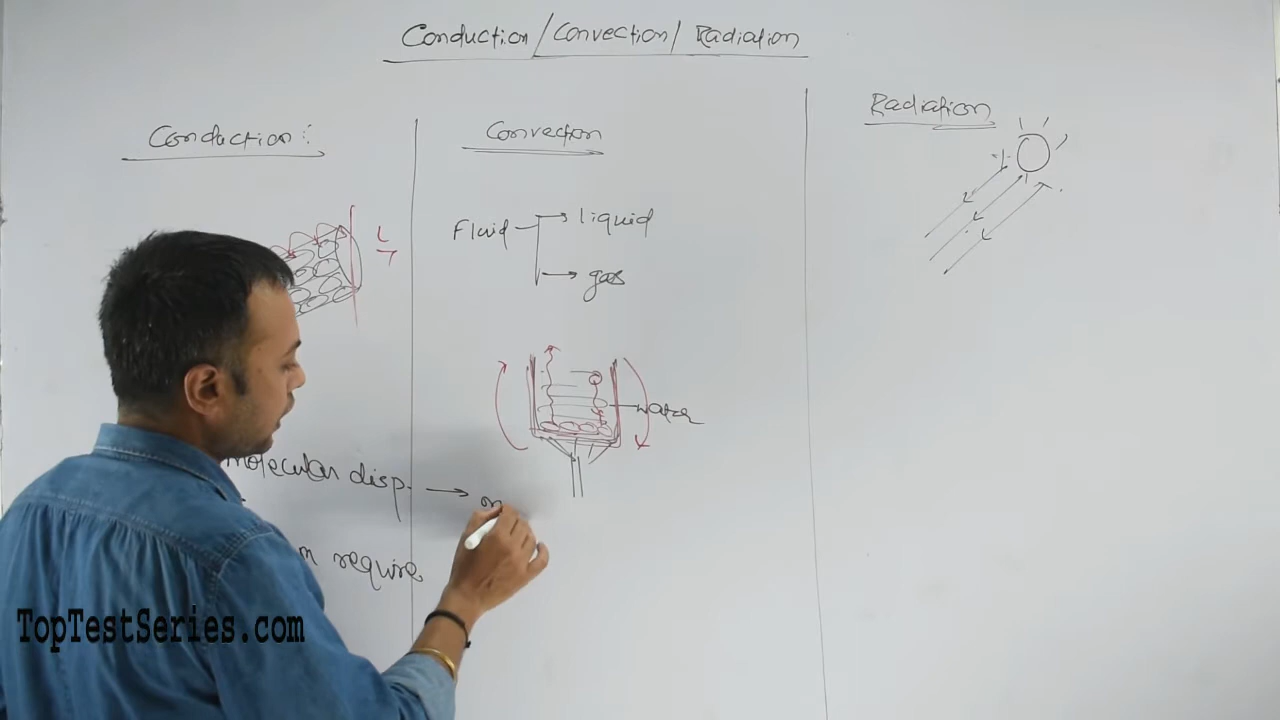 Conduction/Convection/Radiation
Conduction:
Convection
Radiation
Fluid
liquid
gas
water
molecular disp.
require
TopTestSeries.com